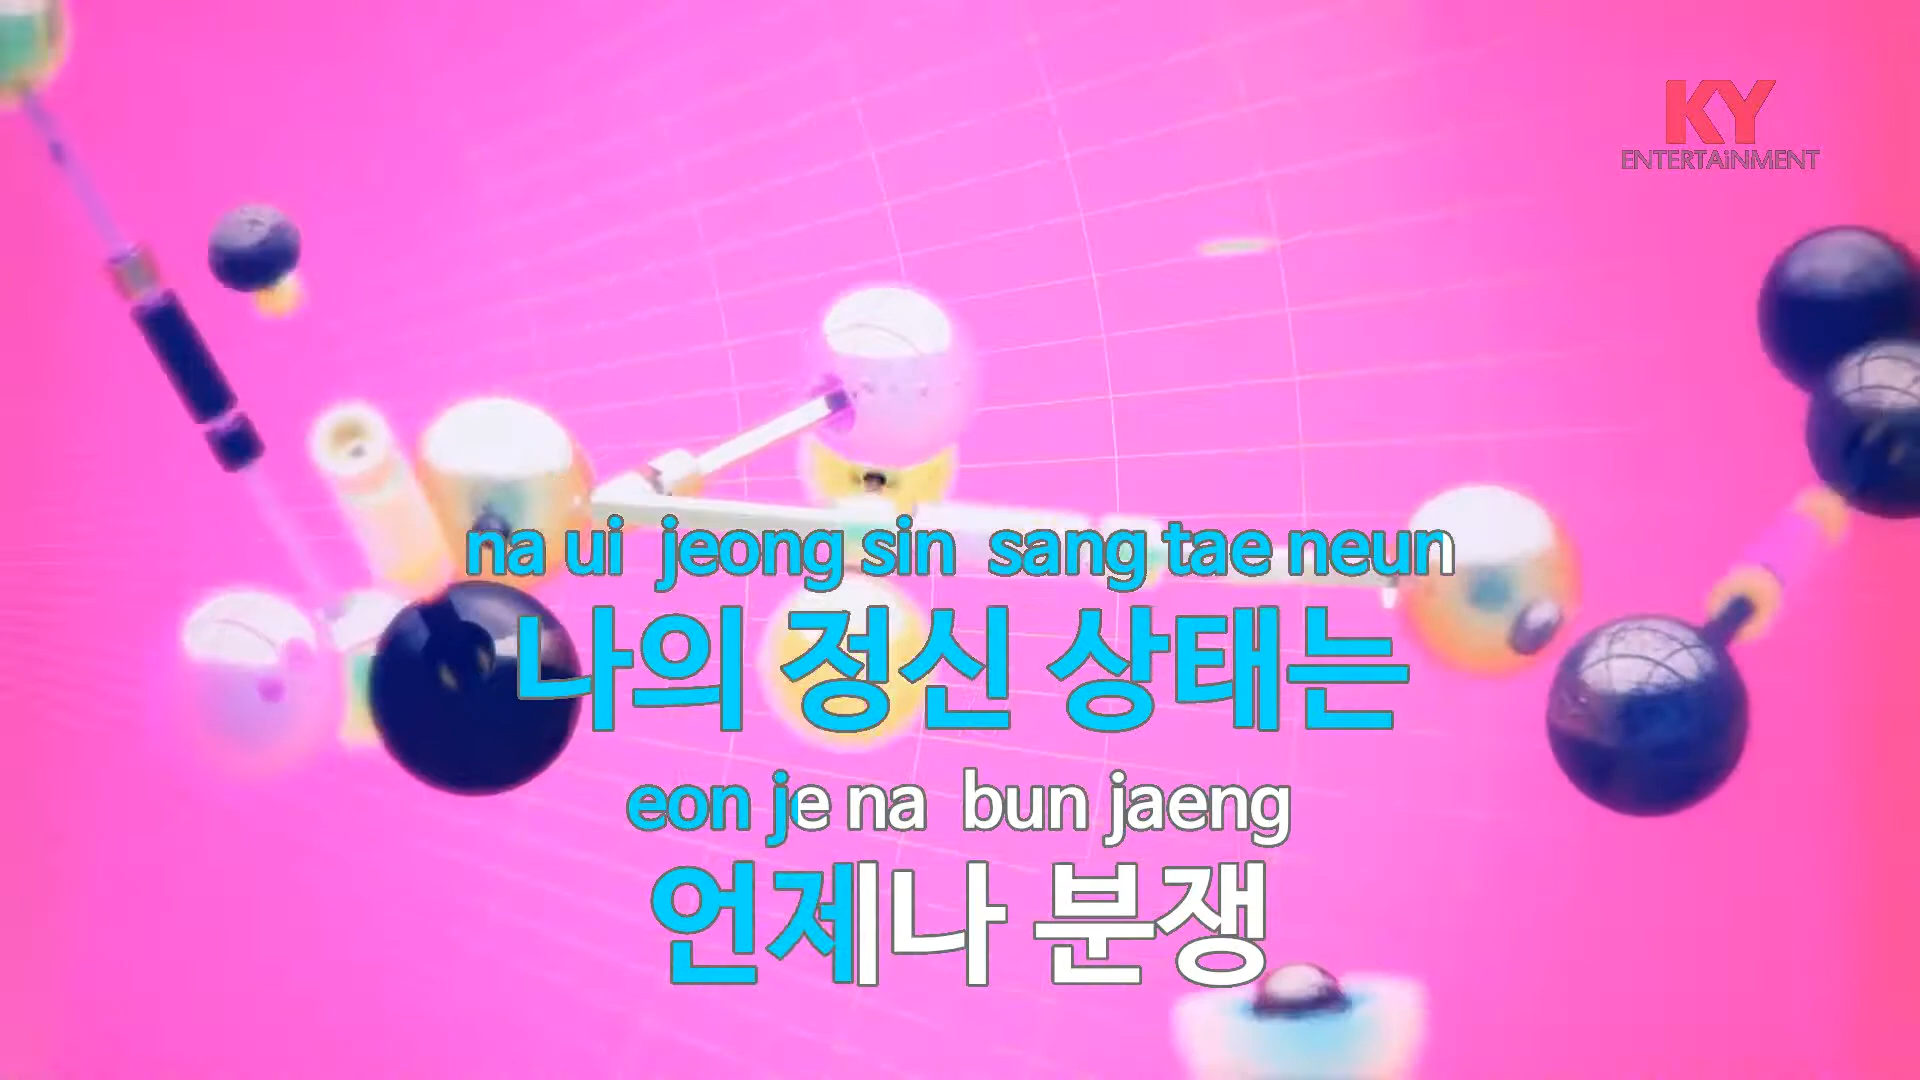 KY
ENTERTAiNMENT
na ui jeong sin sang tae neun
나의 정신 상태는
eon je na bun jaeng
언제나 분쟁